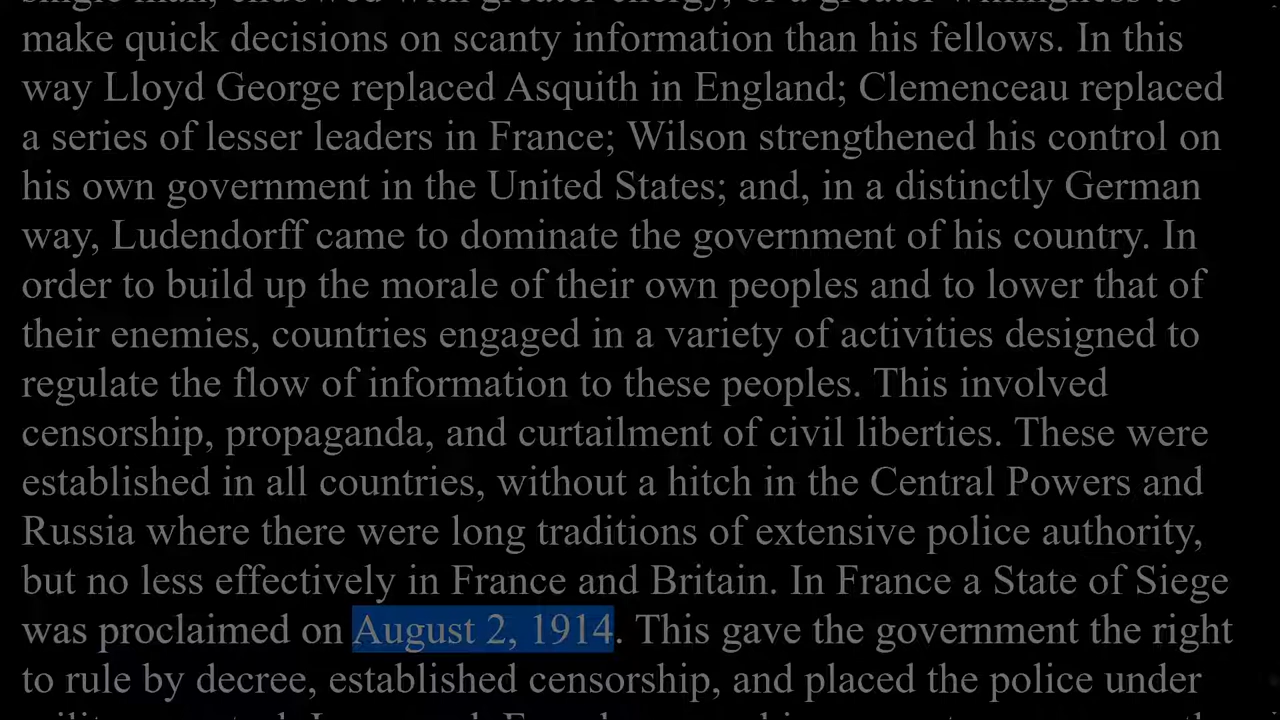 make quick decisions on scanty information than his fellows. In this
way Lloyd George replaced Asquith in England; Clemenceau replaced
a series of lesser leaders in France; Wilson strengthened his control on
his own government in the United States; and, in a distinctly German
way, Ludendorff came to dominate the government of his country. In
order to build up the morale of their own peoples and to lower that of
their enemies, countries engaged in a variety of activities designed to
regulate the flow of information to these peoples. This involved
censorship, propaganda, and curtailment of civil liberties. These were
established in all countries, without a hitch in the Central Powers and
Russia where there were long traditions of extensive police authority,
but no less effectively in France and Britain. In France a State of Siege
was proclaimed on August 2, 1914. This gave the government the right
to rule by decree, established censorship, and placed the police under